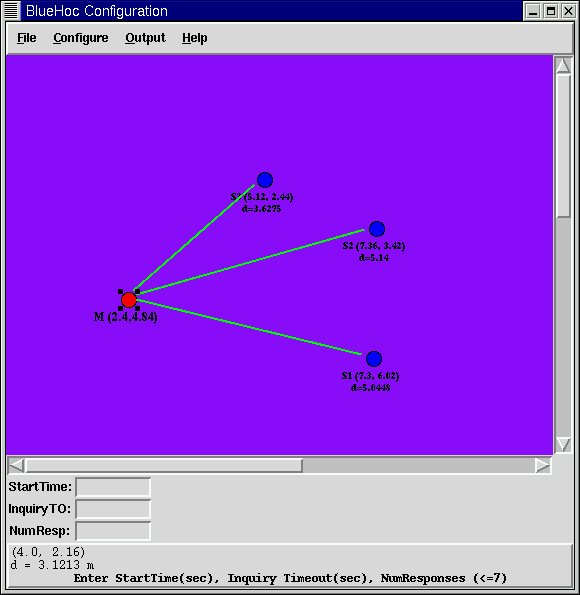 BlueHoc Configuration
File Configure Output Help
S3 (5.12, 2.44)
d=3.6275
S2 (7.36, 3.42)
d=5.14
M (2.4,4.84)
S1 (7.3, 6.02)
d=5.0448
StartTime:
InquiryTO:
NumResp:
(4.0, 2.16)
d = 3.1213 m
Enter StartTime(sec), Inquiry Timeout(sec), NumResponses (<=7)